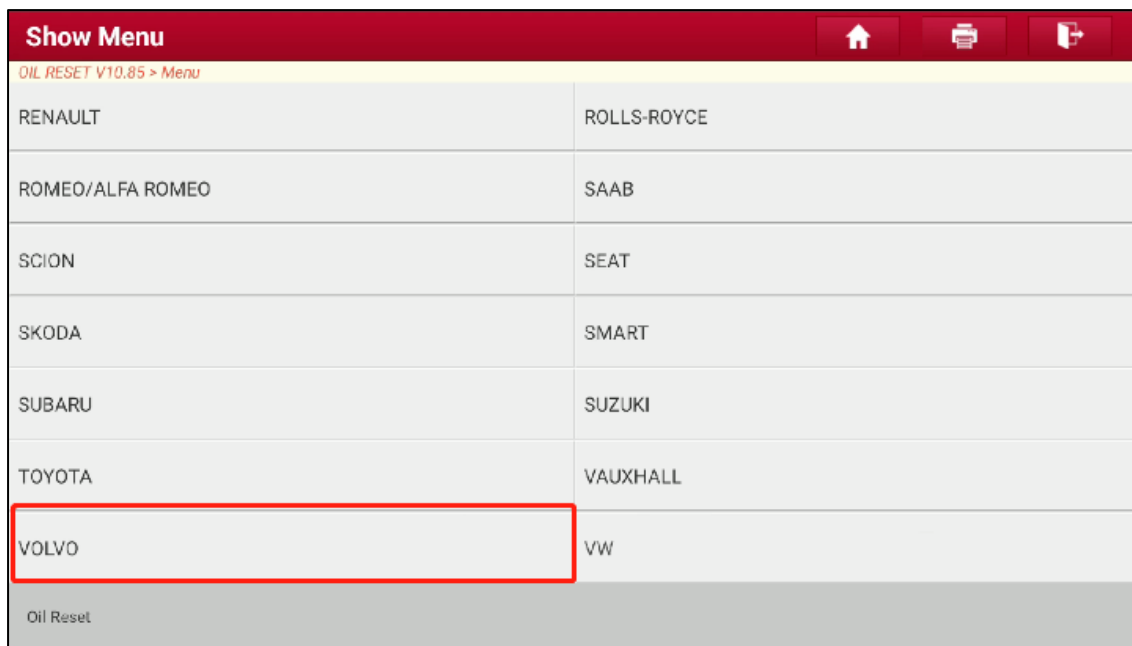 Show Menu
OIL RESET V10.85 > Menu
RENAULT
ROLLS-ROYCE
ROMEO/ALFA ROMEO
SAAB
SCION
SEAT
SKODA
SMART
SUBARU
SUZUKI
TOYOTA
VAUXHALL
VOLVO
VW
Oil Reset